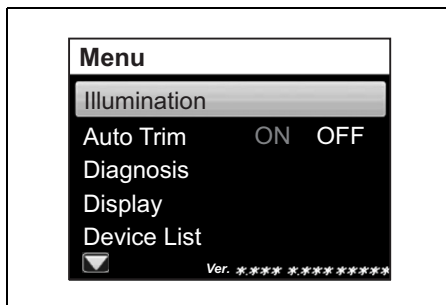 Menu
Illumination
Auto Trim ON OFF
Diagnosis
Display
Device List
Ver. *.*** *.*********